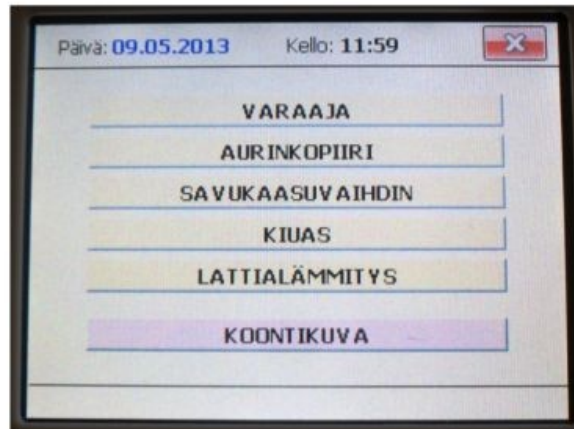 Päivä: 09.05.2013 Kello: 11:59
VARAAJA
AURINKOPIIRI
SAVUKAASUVAIHDIN
KIUAS
LATTIALÄMMITYS
KOONTIKUVA